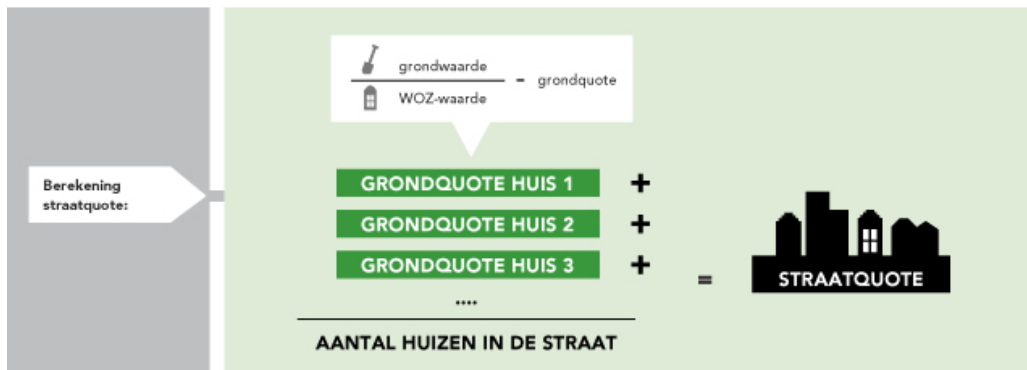 Berekening
straatquote:
grondwaarde
WOZ-waarde
- grondquote
GRONDQUOTE HUIS 1 +
GRONDQUOTE HUIS 2 +
GRONDQUOTE HUIS 3 +
....
AANTAL HUIZEN IN DE STRAAT
=
STRAATQUOTE